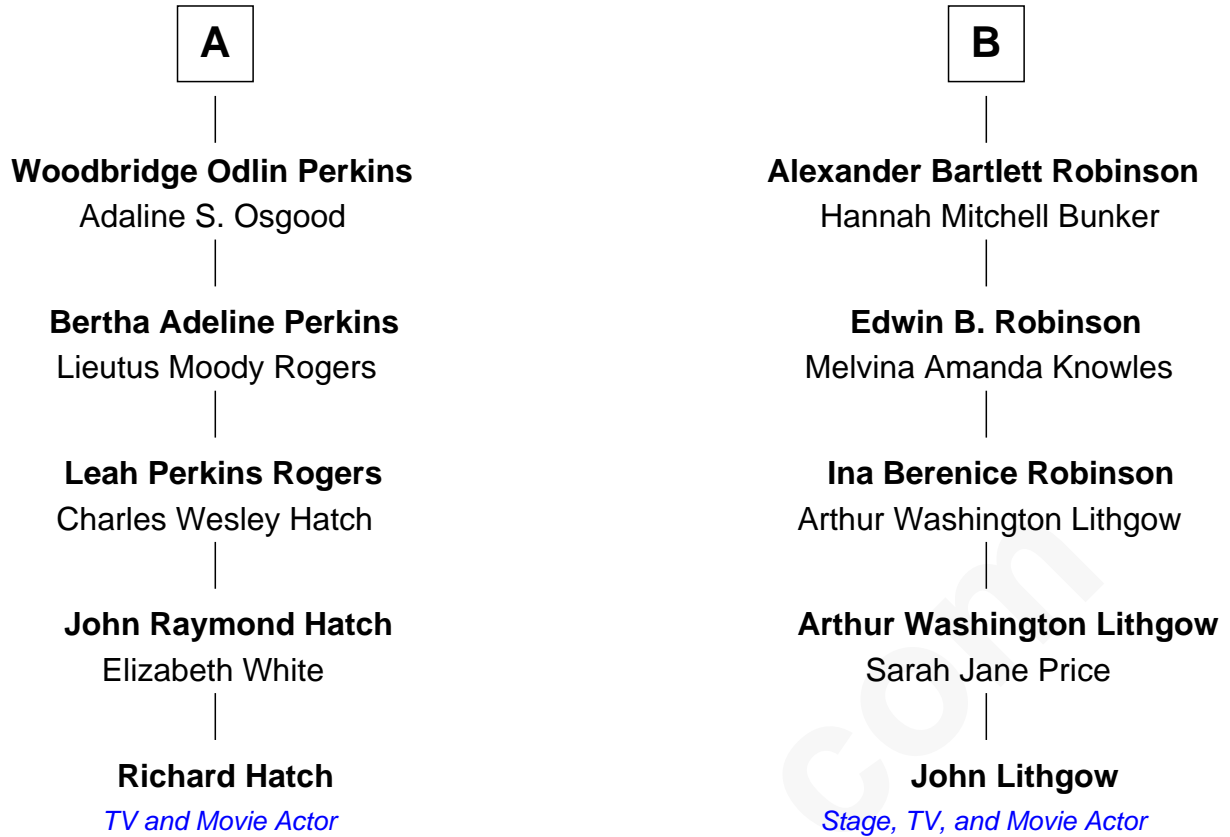 A
Woodbridge Odlin Perkins
Adaline S. Osgood
Bertha Adeline Perkins
Lieutus Moody Rogers
Leah Perkins Rogers
Charles Wesley Hatch
John Raymond Hatch
Elizabeth White
Richard Hatch
TV and Movie Actor
B
Alexander Bartlett Robinson
Hannah Mitchell Bunker
Edwin B. Robinson
Melvina Amanda Knowles
Ina Berenice Robinson
Arthur Washington Lithgow
Arthur Washington Lithgow
Sarah Jane Price
John Lithgow
Stage, TV, and Movie Actor
com